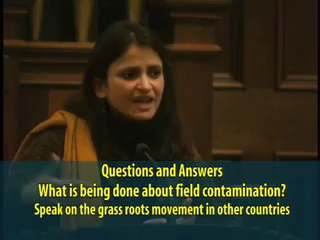 Questions and Answers
What is being done about field contamination?
Speak on the grass roots movement in other countries